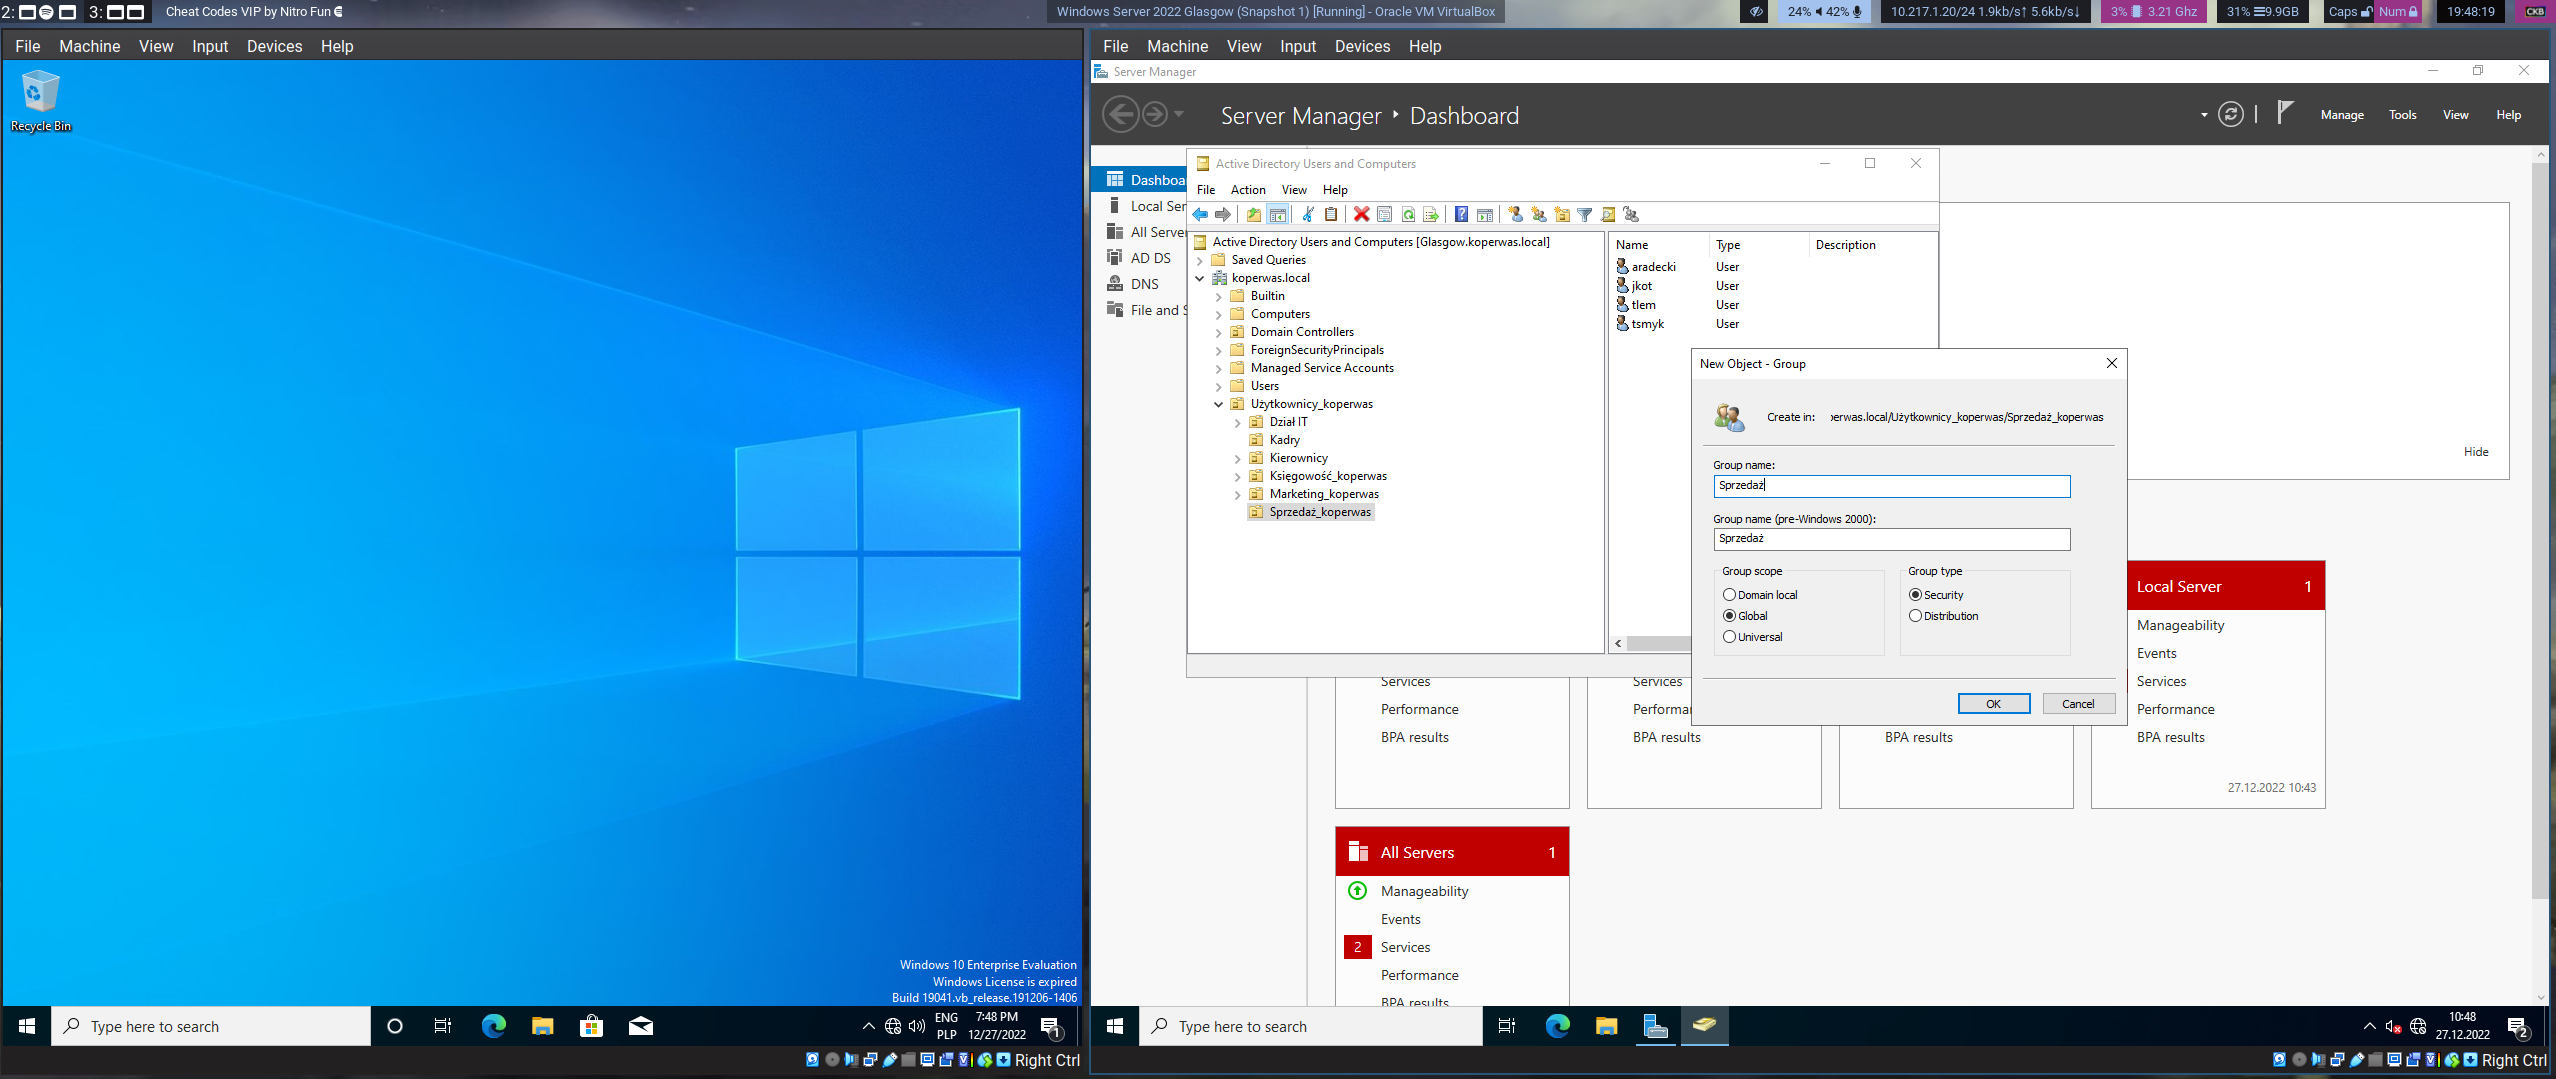 2:
3:
Cheat Codes VIP by Nitro Fun
Windows Server 2022 Glasgow (Snapshot 1) [Running] - Oracle VM VirtualBox
24% 42%
10.217.1.20/24 1.9kb/s↑ 5.6kb/s↓
3% 3.21 Ghz
31% 9.9GB
Caps Num
19:48:19
CKB
File Machine View Input Devices Help
Recycle Bin
Windows 10 Enterprise Evaluation
Windows License is expired
Build 19041.vb_release.191206-1406
Type here to search
ENG
PLP
7:48 PM
12/27/2022
1
Right Ctrl
File Machine View Input Devices Help
Server Manager
Server Manager Dashboard
Manage Tools View Help
Dashboa
Local Ser
All Serve
AD DS
DNS
File and S
Active Directory Users and Computers
File Action View Help
Active Directory Users and Computers [Glasgow.koperwas.local]
Saved Queries
koperwas.local
Builtin
Computers
Domain Controllers
ForeignSecurityPrincipals
Managed Service Accounts
Users
Użytkownicy_koperwas
Dział IT
Kadry
Kierownicy
Księgowość_koperwas
Marketing_koperwas
Sprzedaż_koperwas
Name Type Description
aradecki User
jkot User
tlem User
tsmyk User
New Object - Group
Create in: perwas.local/Użytkownicy_koperwas/Sprzedaż_koperwas
Group name:
Sprzedaż
Group name (pre-Windows 2000):
Sprzedaż
Group scope
Domain local
Global
Universal
Group type
Security
Distribution
OK Cancel
Hide
Services
Performance
BPA results
Services
Performa
BPA results
BPA results
Local Server 1
Manageability
Events
Services
Performance
BPA results
27.12.2022 10:43
All Servers 1
Manageability
Events
2 Services
Performance
BPA results
Type here to search
10:48
27.12.2022
2
Right Ctrl